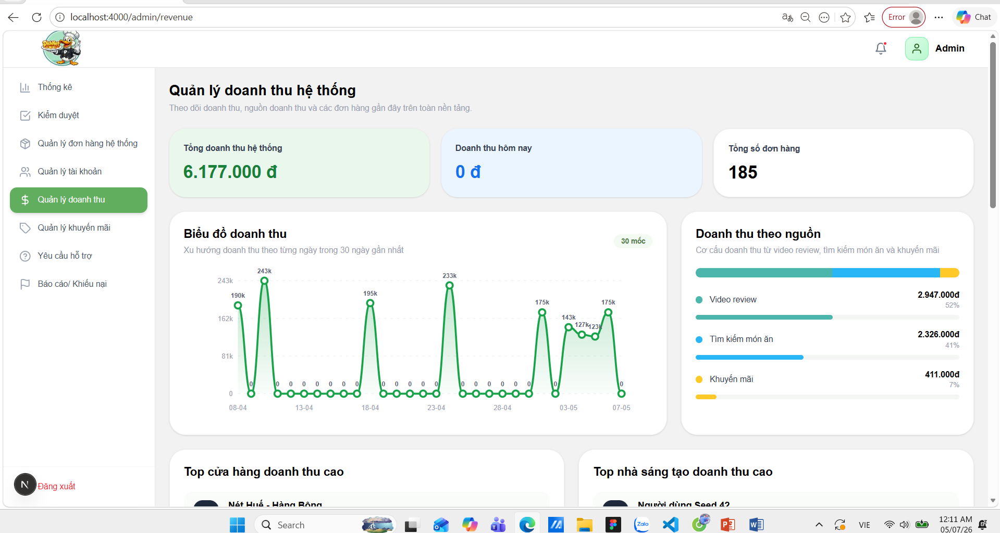 localhost:4000/admin/revenue
Error
Chat
DishNet
Admin
Thống kê
Kiểm duyệt
Quản lý đơn hàng hệ thống
Quản lý tài khoản
Quản lý doanh thu
Quản lý khuyến mãi
Yêu cầu hỗ trợ
Báo cáo/ Khiếu nại
N
Đăng xuất
Quản lý doanh thu hệ thống
Theo dõi doanh thu, nguồn doanh thu và các đơn hàng gần đây trên toàn nền tảng.
Tổng doanh thu hệ thống
6.177.000 đ
Doanh thu hôm nay
0 đ
Tổng số đơn hàng
185
Biểu đồ doanh thu
Xu hướng doanh thu theo từng ngày trong 30 ngày gần nhất
30 mốc
243k
162k
81k
0
190k
0
243k
0
0
0
0
0
0
0
195k
0
0
0
0
0
233k
0
0
0
0
0
0
175k
0
143k
127k
123k
175k
0
08-04
13-04
18-04
23-04
28-04
03-05
07-05
Doanh thu theo nguồn
Cơ cấu doanh thu từ video review, tìm kiếm món ăn và khuyến mãi
Video review
2.947.000đ
52%
Tìm kiếm món ăn
2.326.000đ
41%
Khuyến mãi
411.000đ
7%
Top cửa hàng doanh thu cao
Nét Huế - Hàng Bông
Top nhà sáng tạo doanh thu cao
Người dùng Seed 42
Search
Zalo
VIE
12:11 AM
05/07/26